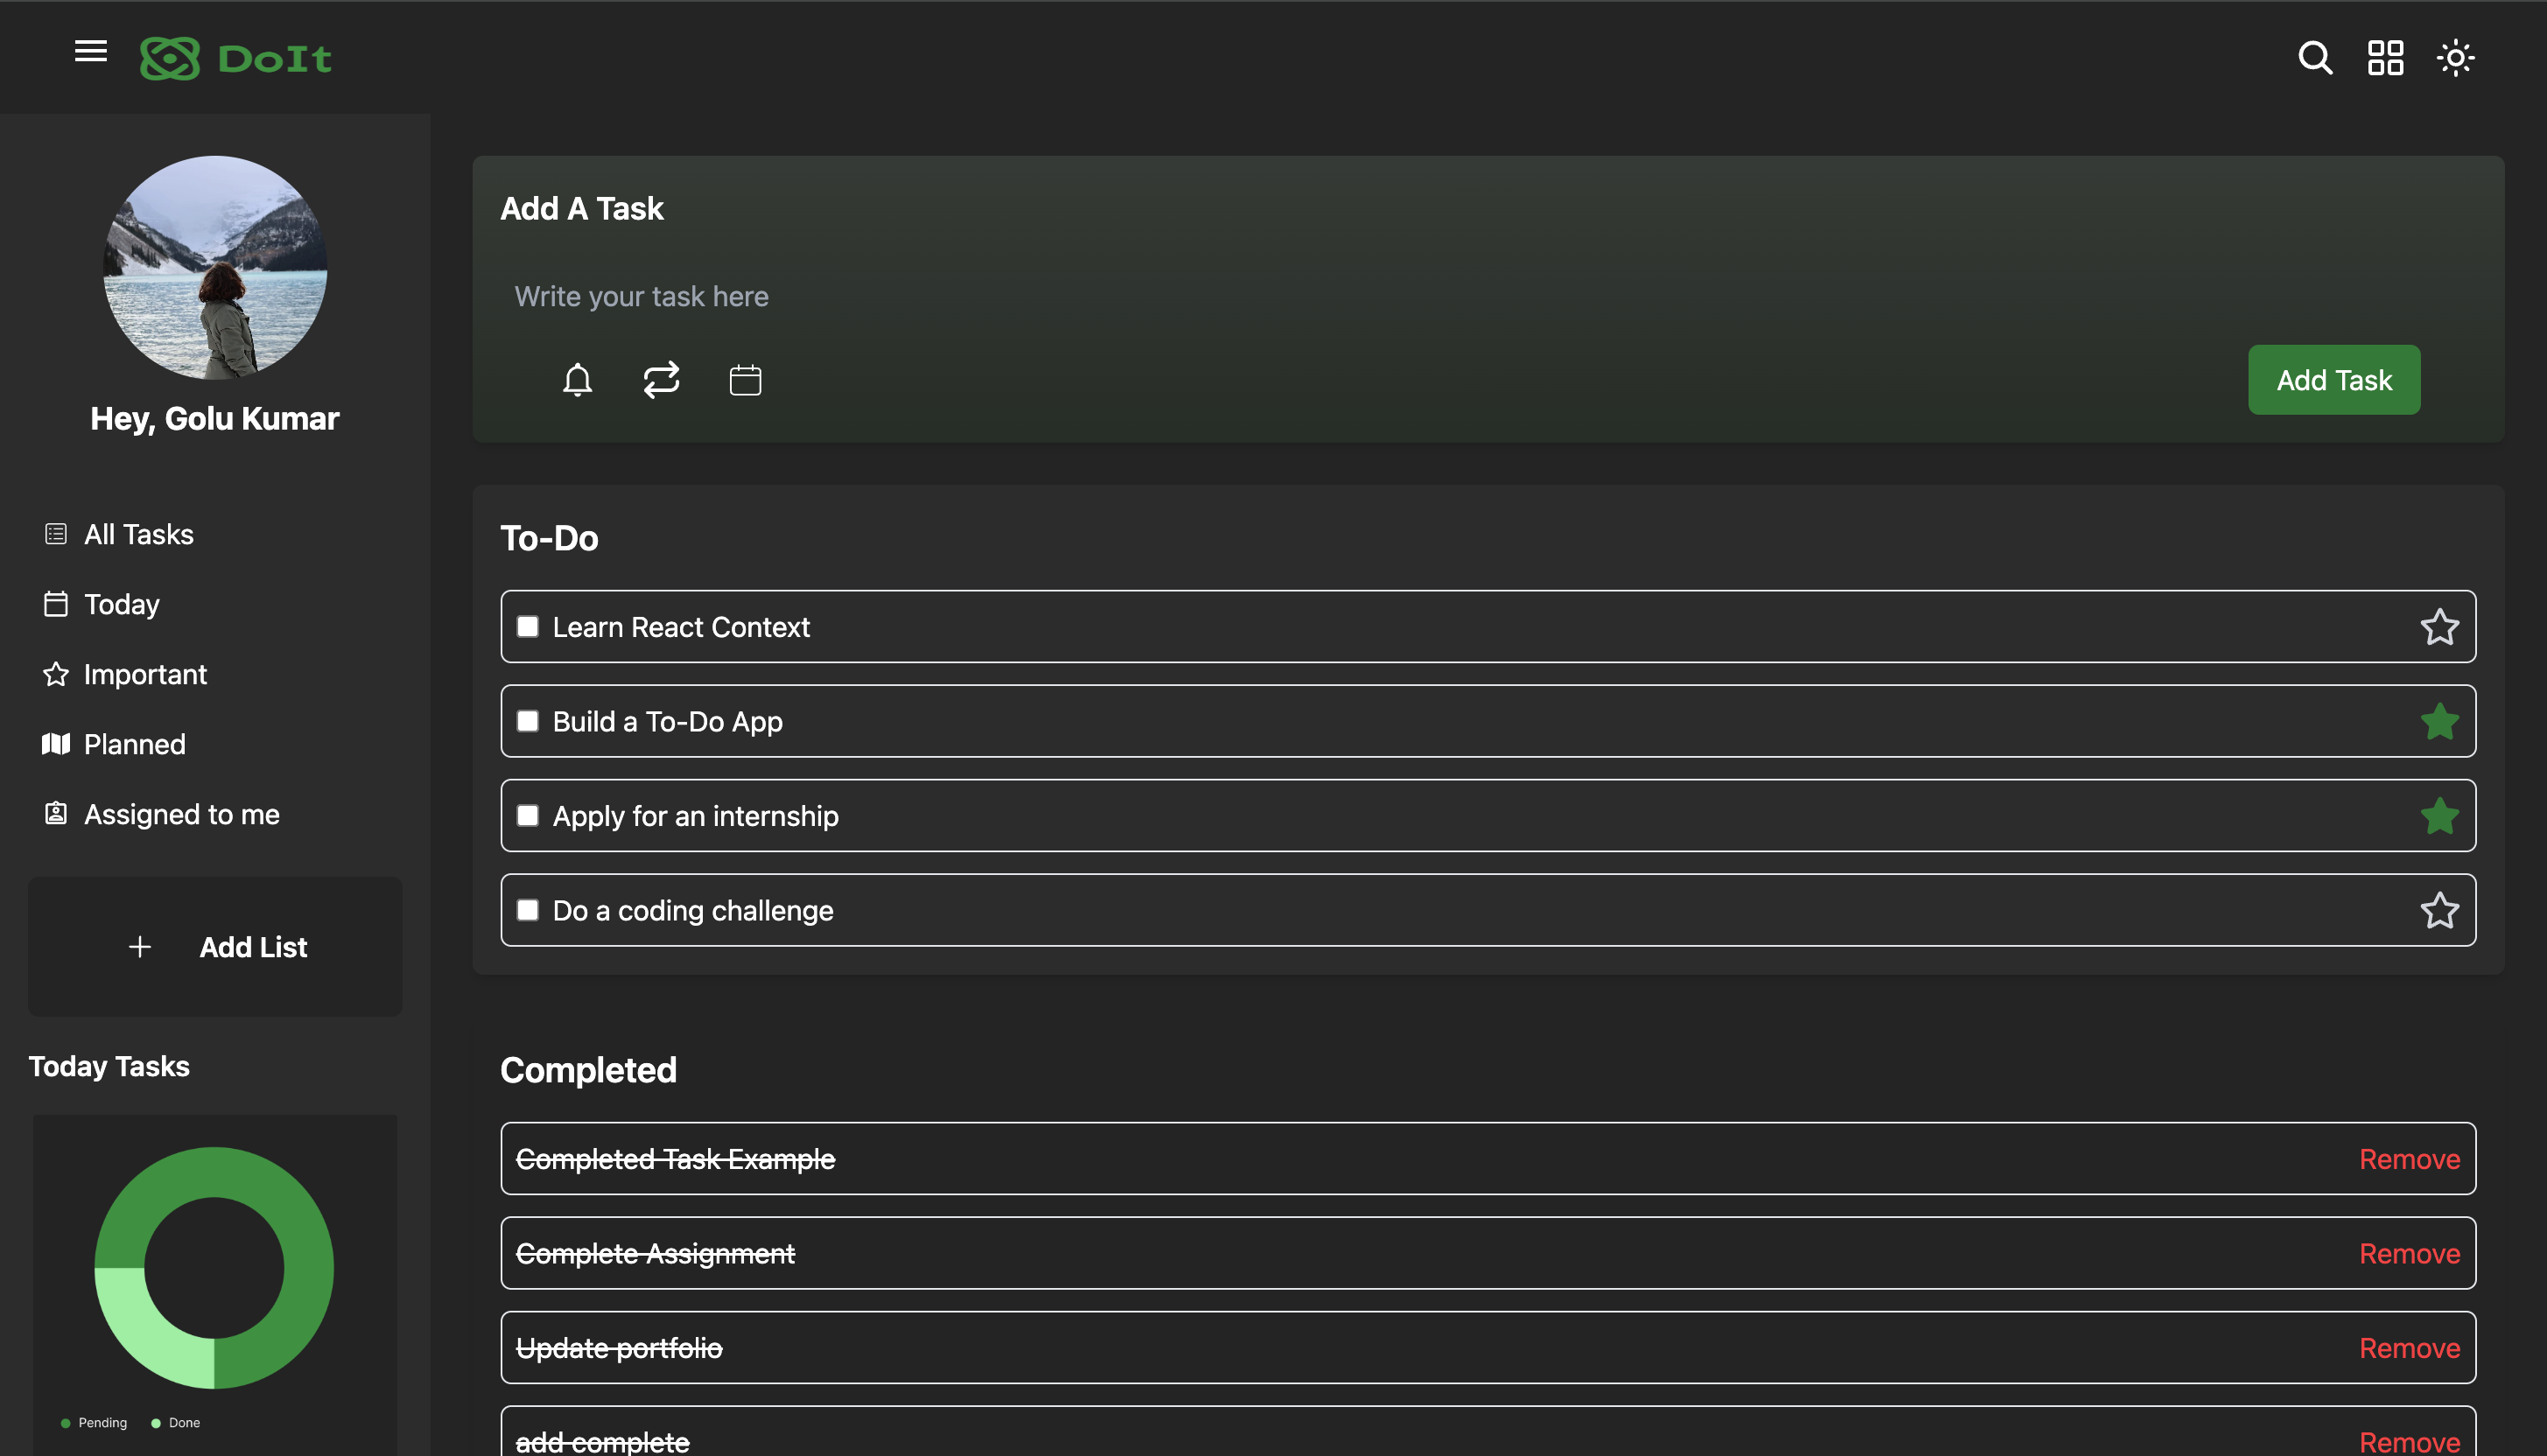 DoIt
Hey, Golu Kumar
All Tasks
Today
Important
Planned
Assigned to me
Add List
Today Tasks
Pending
Done
Add A Task
Write your task here
Add Task
To-Do
Learn React Context
Build a To-Do App
Apply for an internship
Do a coding challenge
Completed
Completed Task Example
Remove
Complete Assignment
Remove
Update portfolio
Remove
add complete
Remove